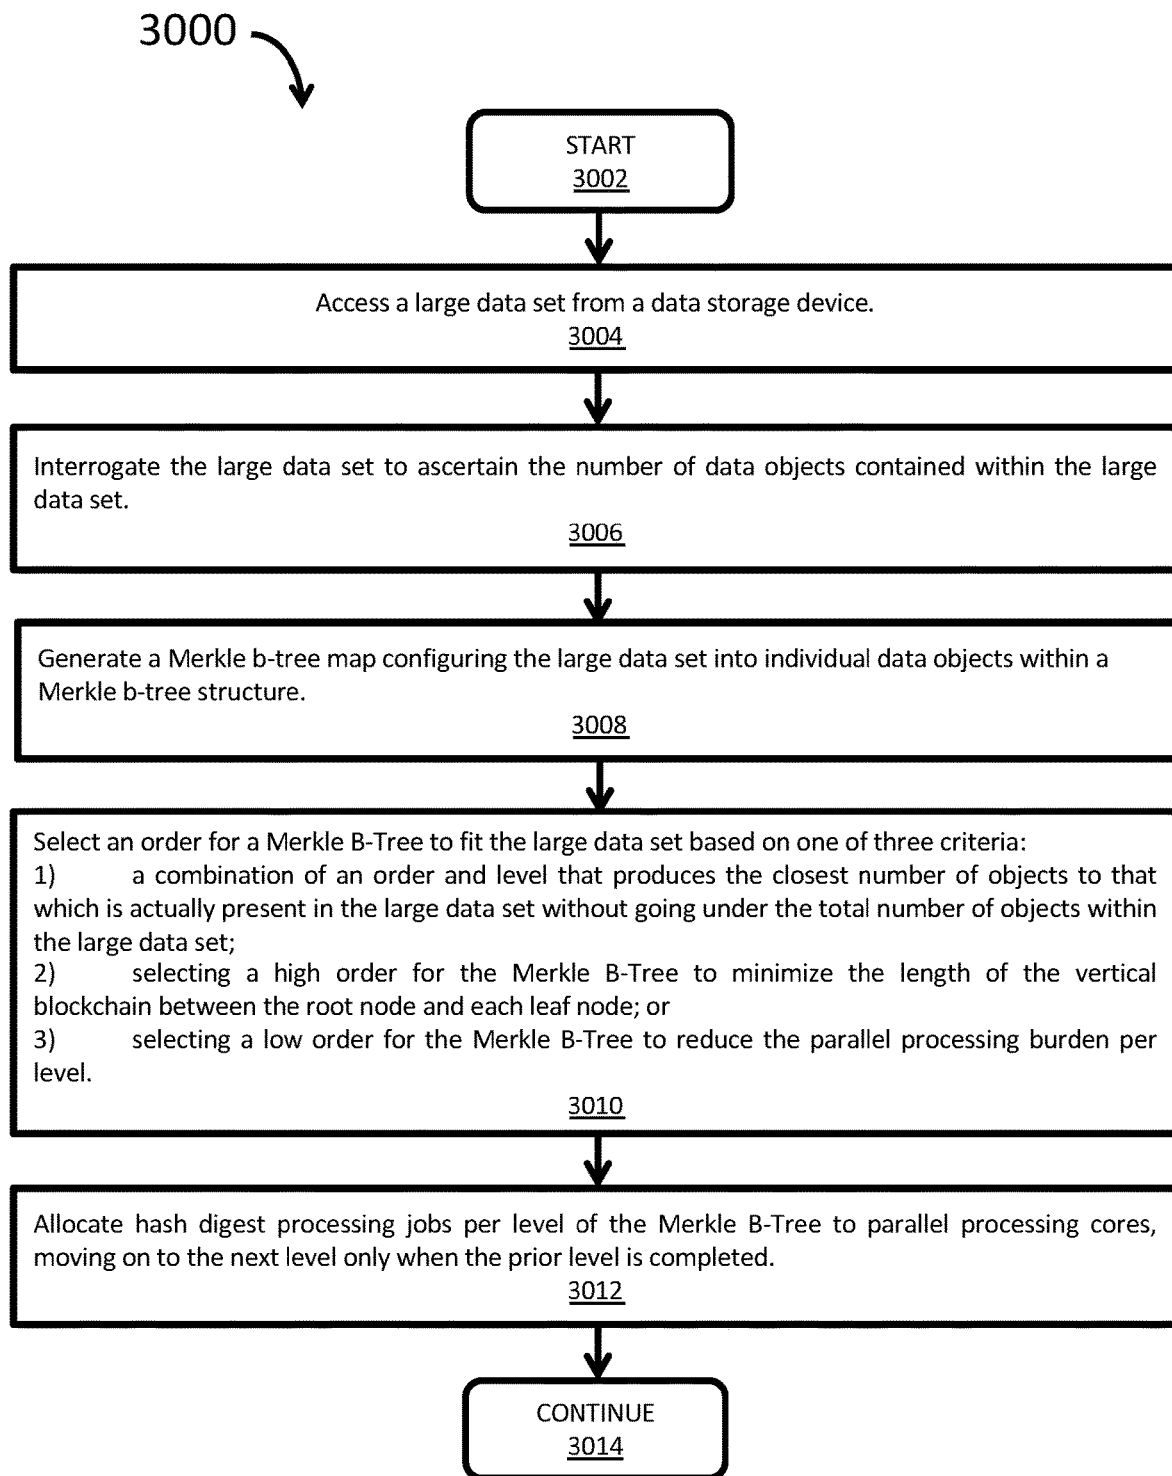 3000
START
3002
Access a large data set from a data storage device.
3004
Interrogate the large data set to ascertain the number of data objects contained within the large
data set.
3006
Generate a Merkle b-tree map configuring the large data set into individual data objects within a
Merkle b-tree structure.
3008
Select an order for a Merkle B-Tree to fit the large data set based on one of three criteria:
1) a combination of an order and level that produces the closest number of objects to that
which is actually present in the large data set without going under the total number of objects within
the large data set;
2) selecting a high order for the Merkle B-Tree to minimize the length of the vertical
blockchain between the root node and each leaf node; or
3) selecting a low order for the Merkle B-Tree to reduce the parallel processing burden per
level.
3010
Allocate hash digest processing jobs per level of the Merkle B-Tree to parallel processing cores,
moving on to the next level only when the prior level is completed.
3012
CONTINUE
3014